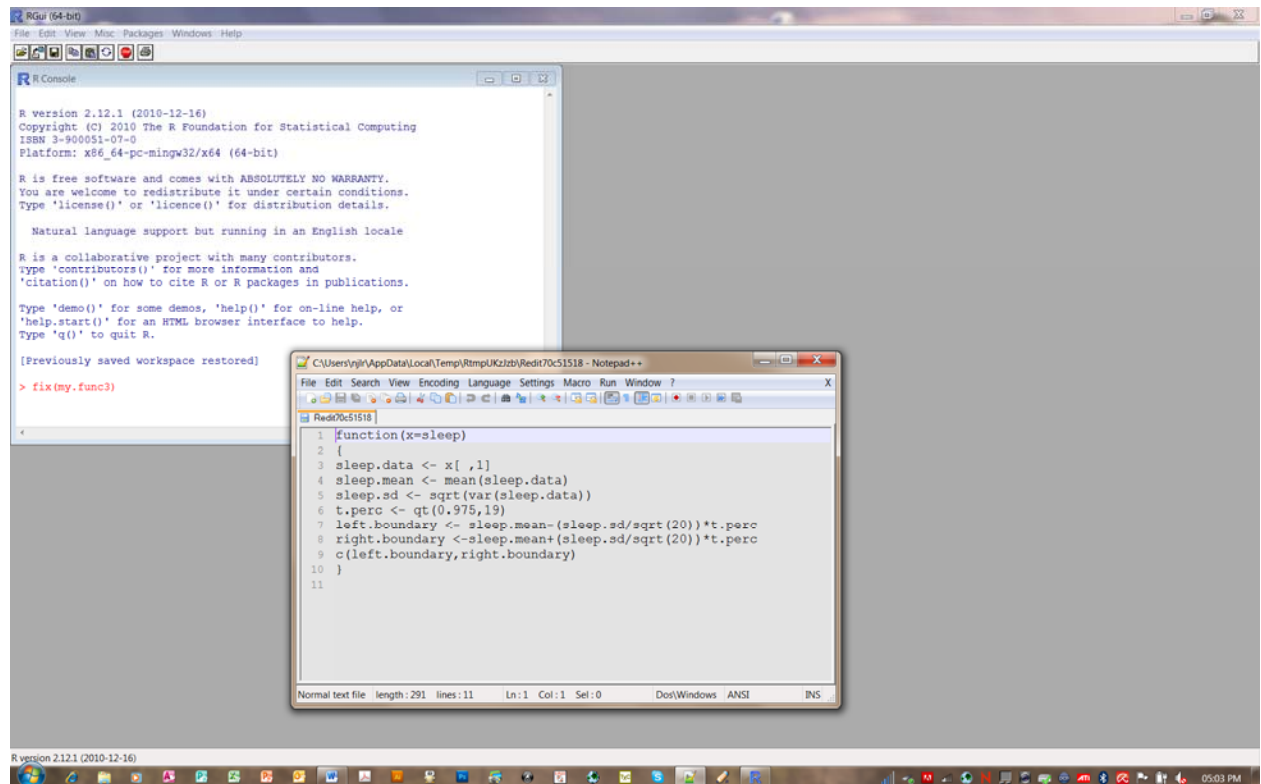 RGui (64-bit)
File Edit View Misc Packages Windows Help
R Console
R version 2.12.1 (2010-12-16)
Copyright (C) 2010 The R Foundation for Statistical Computing
ISBN 3-900051-07-0
Platform: x86_64-pc-mingw32/x64 (64-bit)
R is free software and comes with ABSOLUTELY NO WARRANTY.
You are welcome to redistribute it under certain conditions.
Type 'license()' or 'licence()' for distribution details.
Natural language support but running in an English locale
R is a collaborative project with many contributors.
Type 'contributors()' for more information and
'citation()' on how to cite R or R packages in publications.
Type 'demo()' for some demos, 'help()' for on-line help, or
'help.start()' for an HTML browser interface to help.
Type 'q()' to quit R.
[Previously saved workspace restored]
> fix(my.func3)
C:\Users\njlr\AppData\Local\Temp\RtmpUKzJzb\Redit70c51518 - Notepad++
File Edit Search View Encoding Language Settings Macro Run Window ? X
Redit70c51518
1 function(x=sleep)
2 {
3 sleep.data <- x[ ,1]
4 sleep.mean <- mean(sleep.data)
5 sleep.sd <- sqrt(var(sleep.data))
6 t.perc <- qt(0.975,19)
7 left.boundary <- sleep.mean-(sleep.sd/sqrt(20))*t.perc
8 right.boundary <-sleep.mean+(sleep.sd/sqrt(20))*t.perc
9 c(left.boundary,right.boundary)
10 }
11
Normal text file length : 291 lines : 11 Ln : 1 Col : 1 Sel : 0 Dos\Windows ANSI INS
R version 2.12.1 (2010-12-16)
05:03 PM